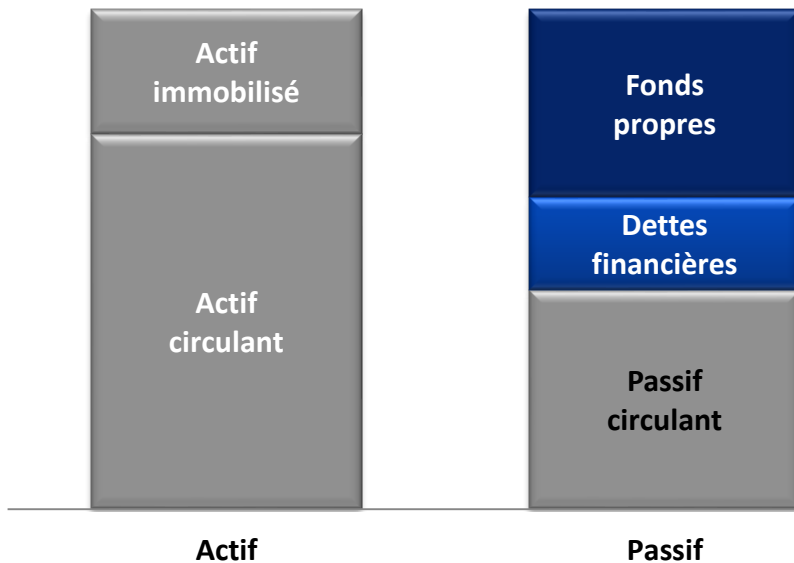 Actif
immobilisé
Actif
circulant
Fonds
propres
Dettes
financières
Passif
circulant
Actif
Passif